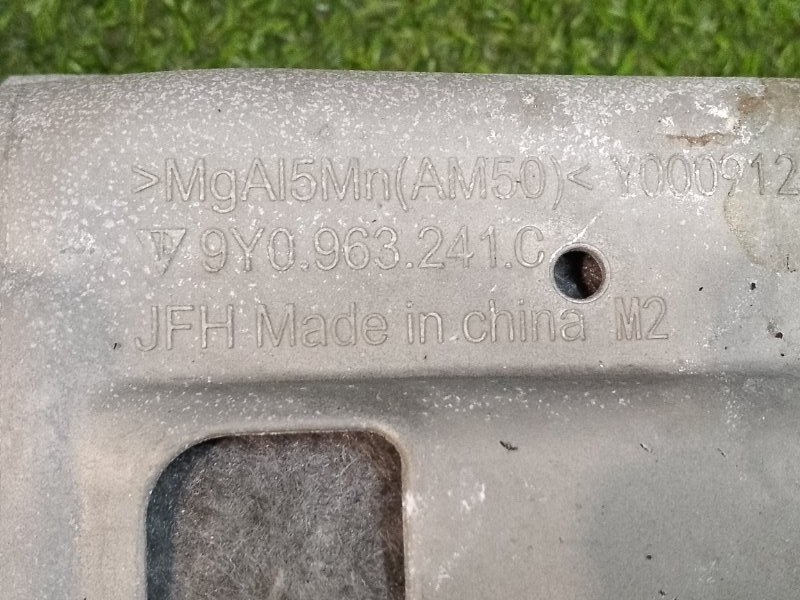 >MgAl5Mn(AM50)< Y000912
9Y0.963.241.C
JFH Made in china M2